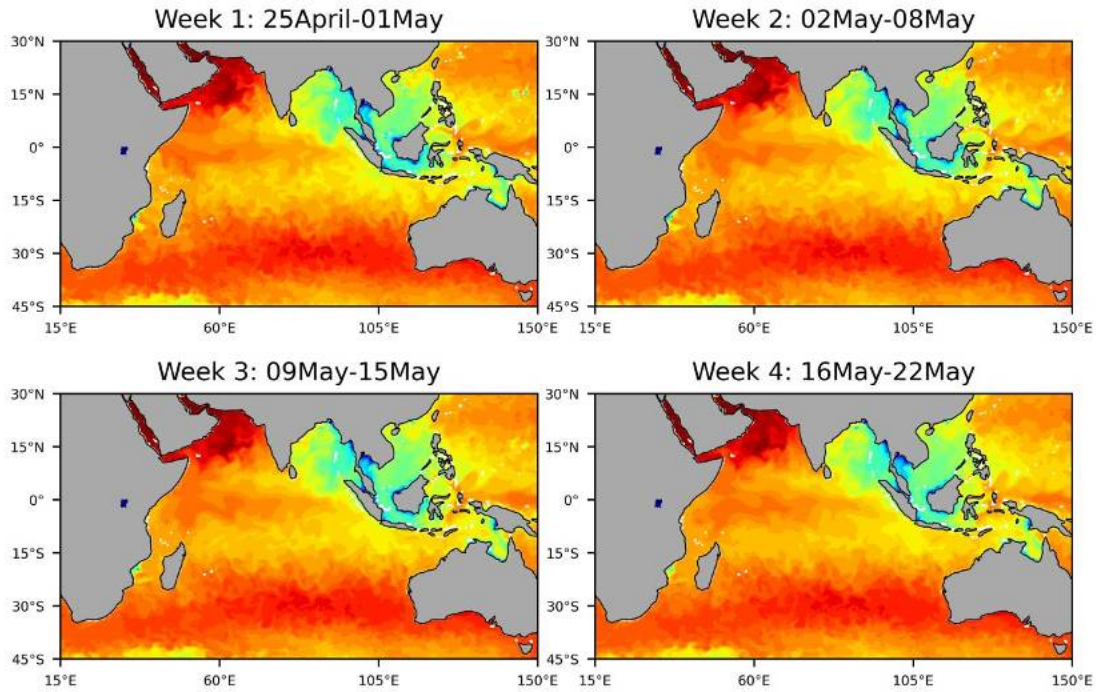 Week 1: 25April-01May
Week 2: 02May-08May
30°N
15°N
0°
15°S
30°S
45°S
15°E 60°E 105°E 150°E
30°N
15°N
0°
15°S
30°S
45°S
15°E 60°E 105°E 150°E
Week 3: 09May-15May
Week 4: 16May-22May
30°N
15°N
0°
15°S
30°S
45°S
15°E 60°E 105°E 150°E
30°N
15°N
0°
15°S
30°S
45°S
15°E 60°E 105°E 150°E